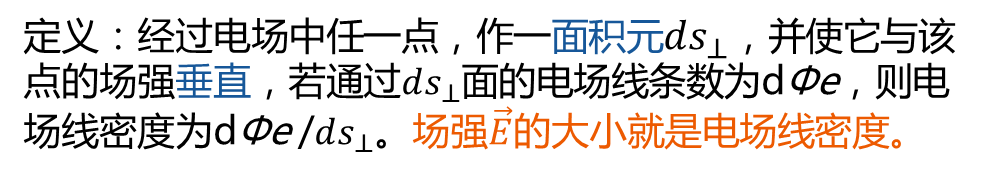 定义：经过电场中任一点，作一面积元ds⊥，并使它与该
点的场强垂直，若通过ds⊥面的电场线条数为dΦe，则电
场线密度为dΦe/ds⊥。场强E⃗的大小就是电场线密度。